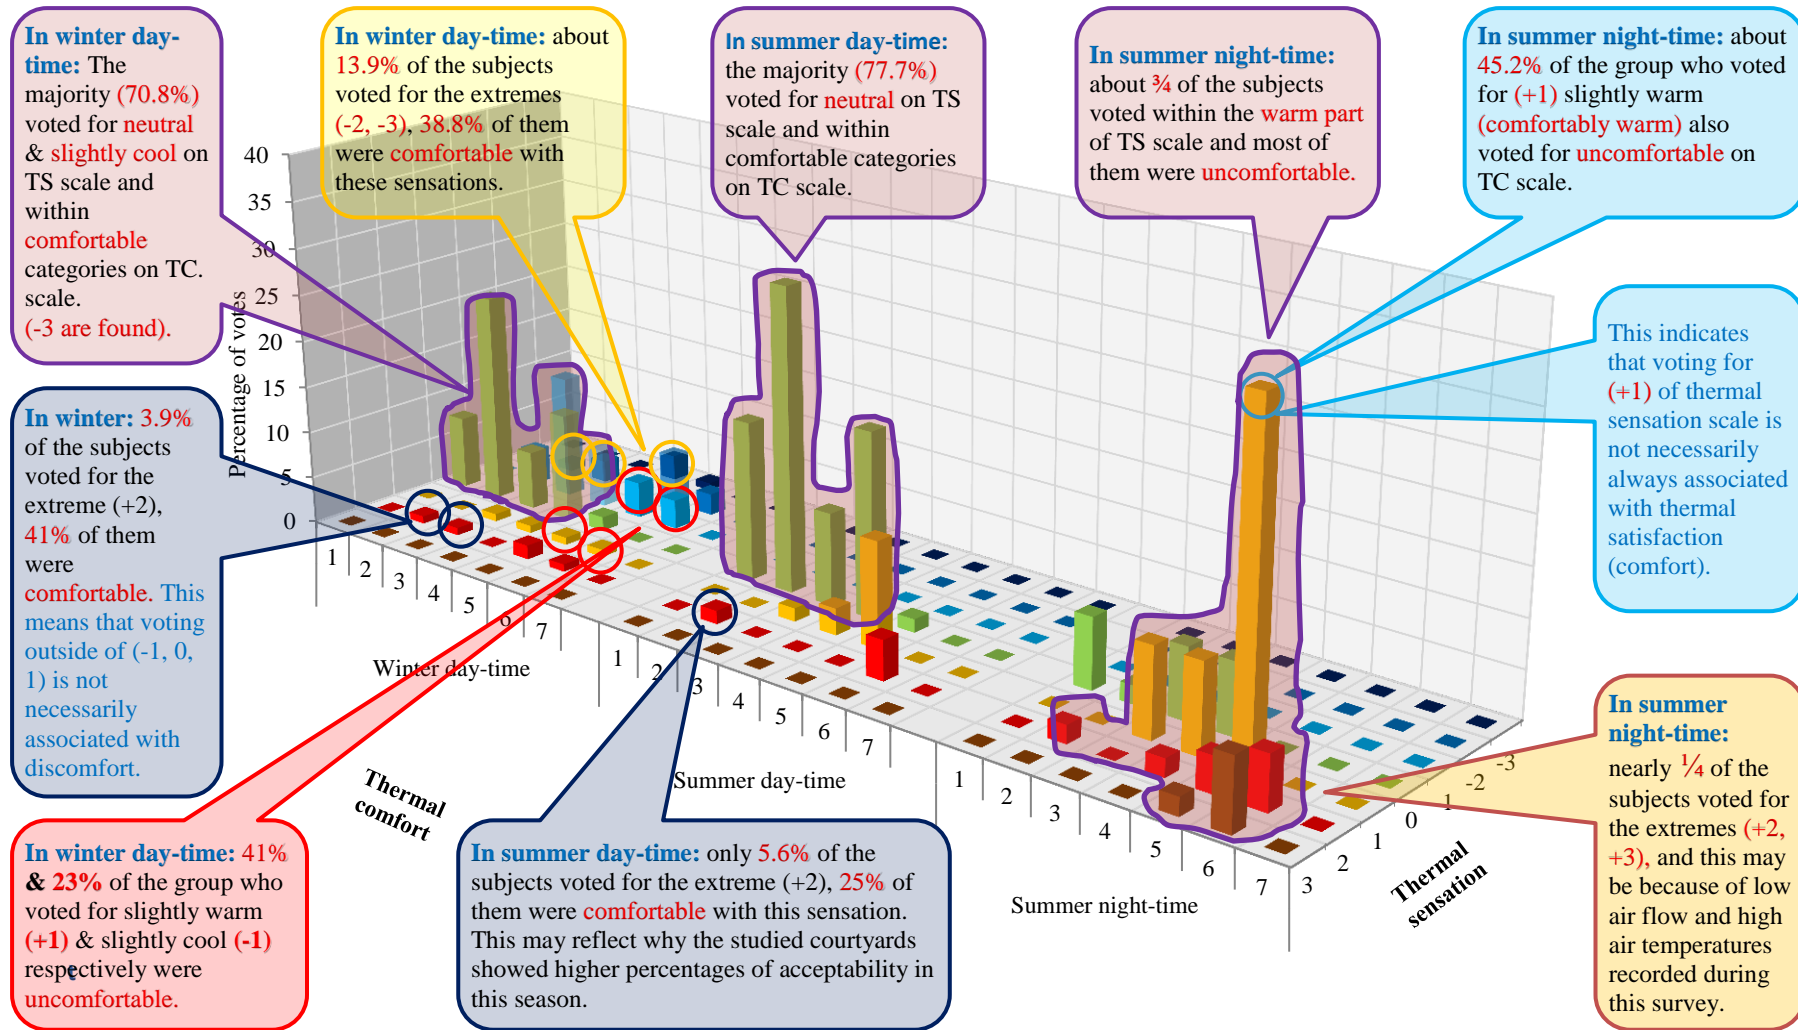 In winter day-
time: The
majority (70.8%)
voted for neutral
& slightly cool on
TS scale and
within
comfortable
categories on TC.
scale.
(-3 are found).
In winter day-time: about
13.9% of the subjects
voted for the extremes
(-2, -3), 38.8% of them
were comfortable with
these sensations.
In summer day-time:
the majority (77.7%)
voted for neutral on TS
scale and within
comfortable categories
on TC scale.
In summer night-time:
about ¾ of the subjects
voted within the warm part
of TS scale and most of
them were uncomfortable.
In summer night-time: about
45.2% of the group who voted
for (+1) slightly warm
(comfortably warm) also
voted for uncomfortable on
TC scale.
This indicates
that voting for
(+1) of thermal
sensation scale is
not necessarily
always associated
with thermal
satisfaction
(comfort).
In winter: 3.9%
of the subjects
voted for the
extreme (+2),
41% of them
were
comfortable. This
means that voting
outside of (-1, 0,
1) is not
necessarily
associated with
discomfort.
In winter day-time: 41%
& 23% of the group who
voted for slightly warm
(+1) & slightly cool (-1)
respectively were
uncomfortable.
In summer day-time: only 5.6% of the
subjects voted for the extreme (+2), 25% of
them were comfortable with this sensation.
This may reflect why the studied courtyards
showed higher percentages of acceptability in
this season.
In summer
night-time:
nearly ¼ of the
subjects voted for
the extremes (+2,
+3), and this may
be because of low
air flow and high
air temperatures
recorded during
this survey.
Percentage of votes
40
35
30
25
20
15
10
5
0
1 2 3 4 5 6 7
Winter day-time
1 2 3 4 5 6 7
Summer day-time
1 2 3 4 5 6 7
Summer night-time
Thermal
comfort
3 2 1 0 1 -2 -3
Thermal
sensation